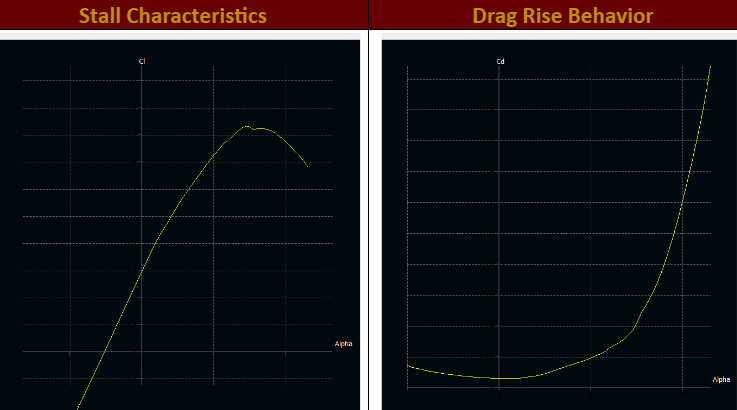 Stall Characteristics
Drag Rise Behavior
Cl
Alpha
Cd
Alpha